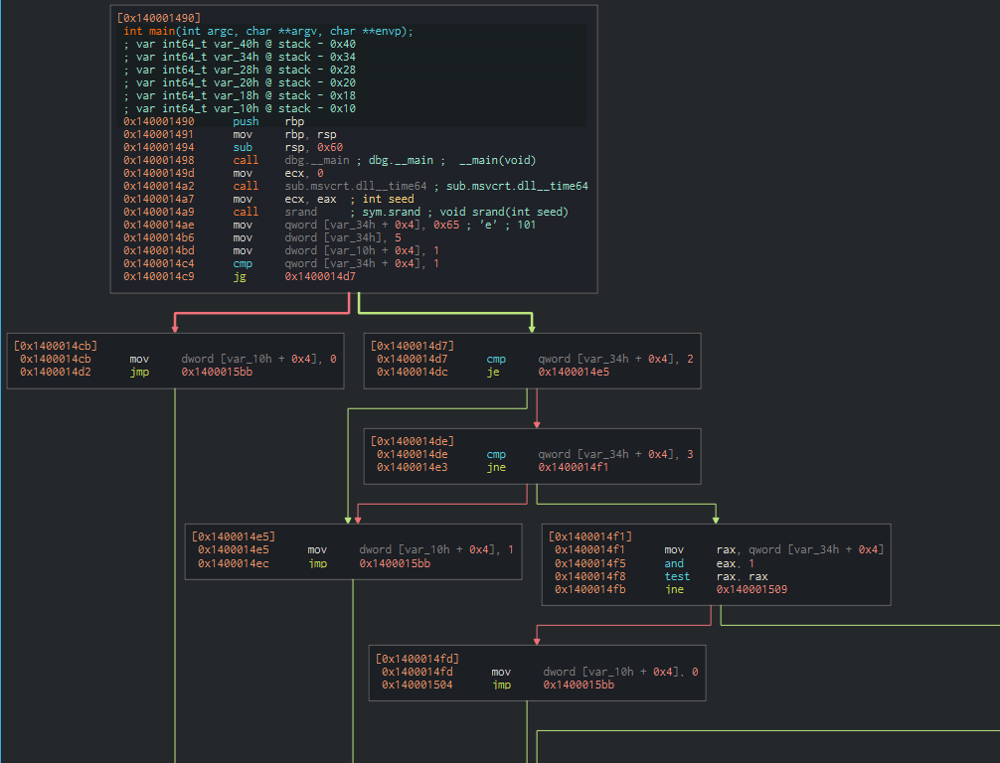 [0x140001490]
int main(int argc, char **argv, char **envp);
; var int64_t var_40h @ stack - 0x40
; var int64_t var_34h @ stack - 0x34
; var int64_t var_28h @ stack - 0x28
; var int64_t var_20h @ stack - 0x20
; var int64_t var_18h @ stack - 0x18
; var int64_t var_10h @ stack - 0x10
0x140001490 push rbp
0x140001491 mov rbp, rsp
0x140001494 sub rsp, 0x60
0x140001498 call dbg.__main ; dbg.__main ; __main(void)
0x14000149d mov ecx, 0
0x1400014a2 call sub.msvcrt.dll__time64 ; sub.msvcrt.dll__time64
0x1400014a7 mov ecx, eax ; int seed
0x1400014a9 call srand ; sym.srand ; void srand(int seed)
0x1400014ae mov qword [var_34h + 0x4], 0x65 ; 'e' ; 101
0x1400014b6 mov dword [var_34h], 5
0x1400014bd mov dword [var_10h + 0x4], 1
0x1400014c4 cmp qword [var_34h + 0x4], 1
0x1400014c9 jg 0x1400014d7
[0x1400014cb]
0x1400014cb mov dword [var_10h + 0x4], 0
0x1400014d2 jmp 0x1400015bb
[0x1400014d7]
0x1400014d7 cmp qword [var_34h + 0x4], 2
0x1400014dc je 0x1400014e5
[0x1400014de]
0x1400014de cmp qword [var_34h + 0x4], 3
0x1400014e3 jne 0x1400014f1
[0x1400014e5]
0x1400014e5 mov dword [var_10h + 0x4], 1
0x1400014ec jmp 0x1400015bb
[0x1400014f1]
0x1400014f1 mov rax, qword [var_34h + 0x4]
0x1400014f5 and eax, 1
0x1400014f8 test rax, rax
0x1400014fb jne 0x140001509
[0x1400014fd]
0x1400014fd mov dword [var_10h + 0x4], 0
0x140001504 jmp 0x1400015bb